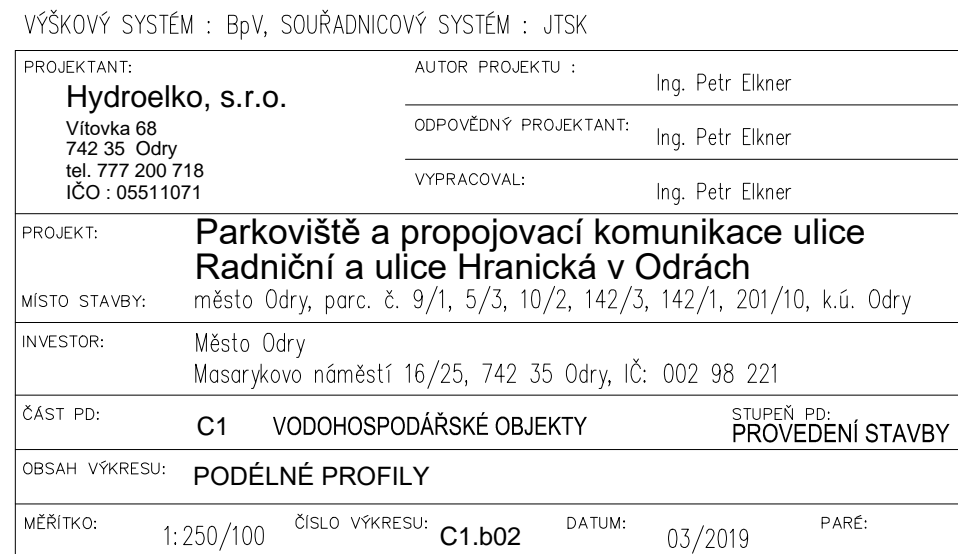 VÝŠKOVÝ SYSTÉM : BpV, SOUŘADNICOVÝ SYSTÉM : JTSK
PROJEKTANT:
Hydroelko, s.r.o.
Vítovka 68
742 35 Odry
tel. 777 200 718
IČO : 05511071
AUTOR PROJEKTU : Ing. Petr Elkner
ODPOVĚDNÝ PROJEKTANT: Ing. Petr Elkner
VYPRACOVAL: Ing. Petr Elkner
PROJEKT: Parkoviště a propojovací komunikace ulice
Radniční a ulice Hranická v Odrách
MÍSTO STAVBY: město Odry, parc. č. 9/1, 5/3, 10/2, 142/3, 142/1, 201/10, k.ú. Odry
INVESTOR: Město Odry
Masarykovo náměstí 16/25, 742 35 Odry, IČ: 002 98 221
ČÁST PD: C1 VODOHOSPODÁŘSKÉ OBJEKTY
STUPEŇ PD:
PROVEDENÍ STAVBY
OBSAH VÝKRESU: PODÉLNÉ PROFILY
MĚŘÍTKO: 1:250/100 ČÍSLO VÝKRESU: C1.b02 DATUM: 03/2019 PARÉ: